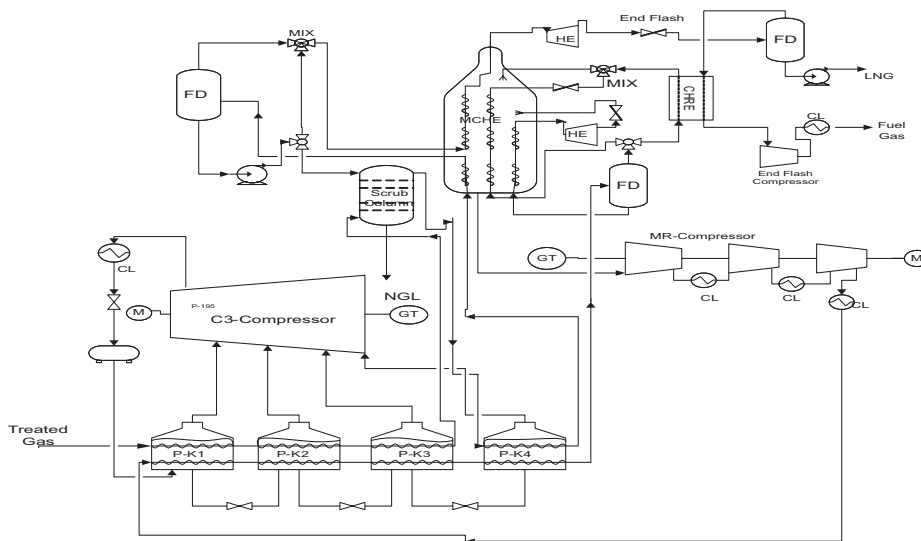 End Flash
MIX
HE
FD
FD
MIX
LNG
MCHE
CHRE
CL
HE
Fuel
Gas
FD
End Flash
Compressor
Scrub
Column
MR-Compressor
GT
M
CL
CL
CL
CL
NGL
P-195
M
C3-Compressor
GT
Treated
Gas
P-K1
P-K2
P-K3
P-K4